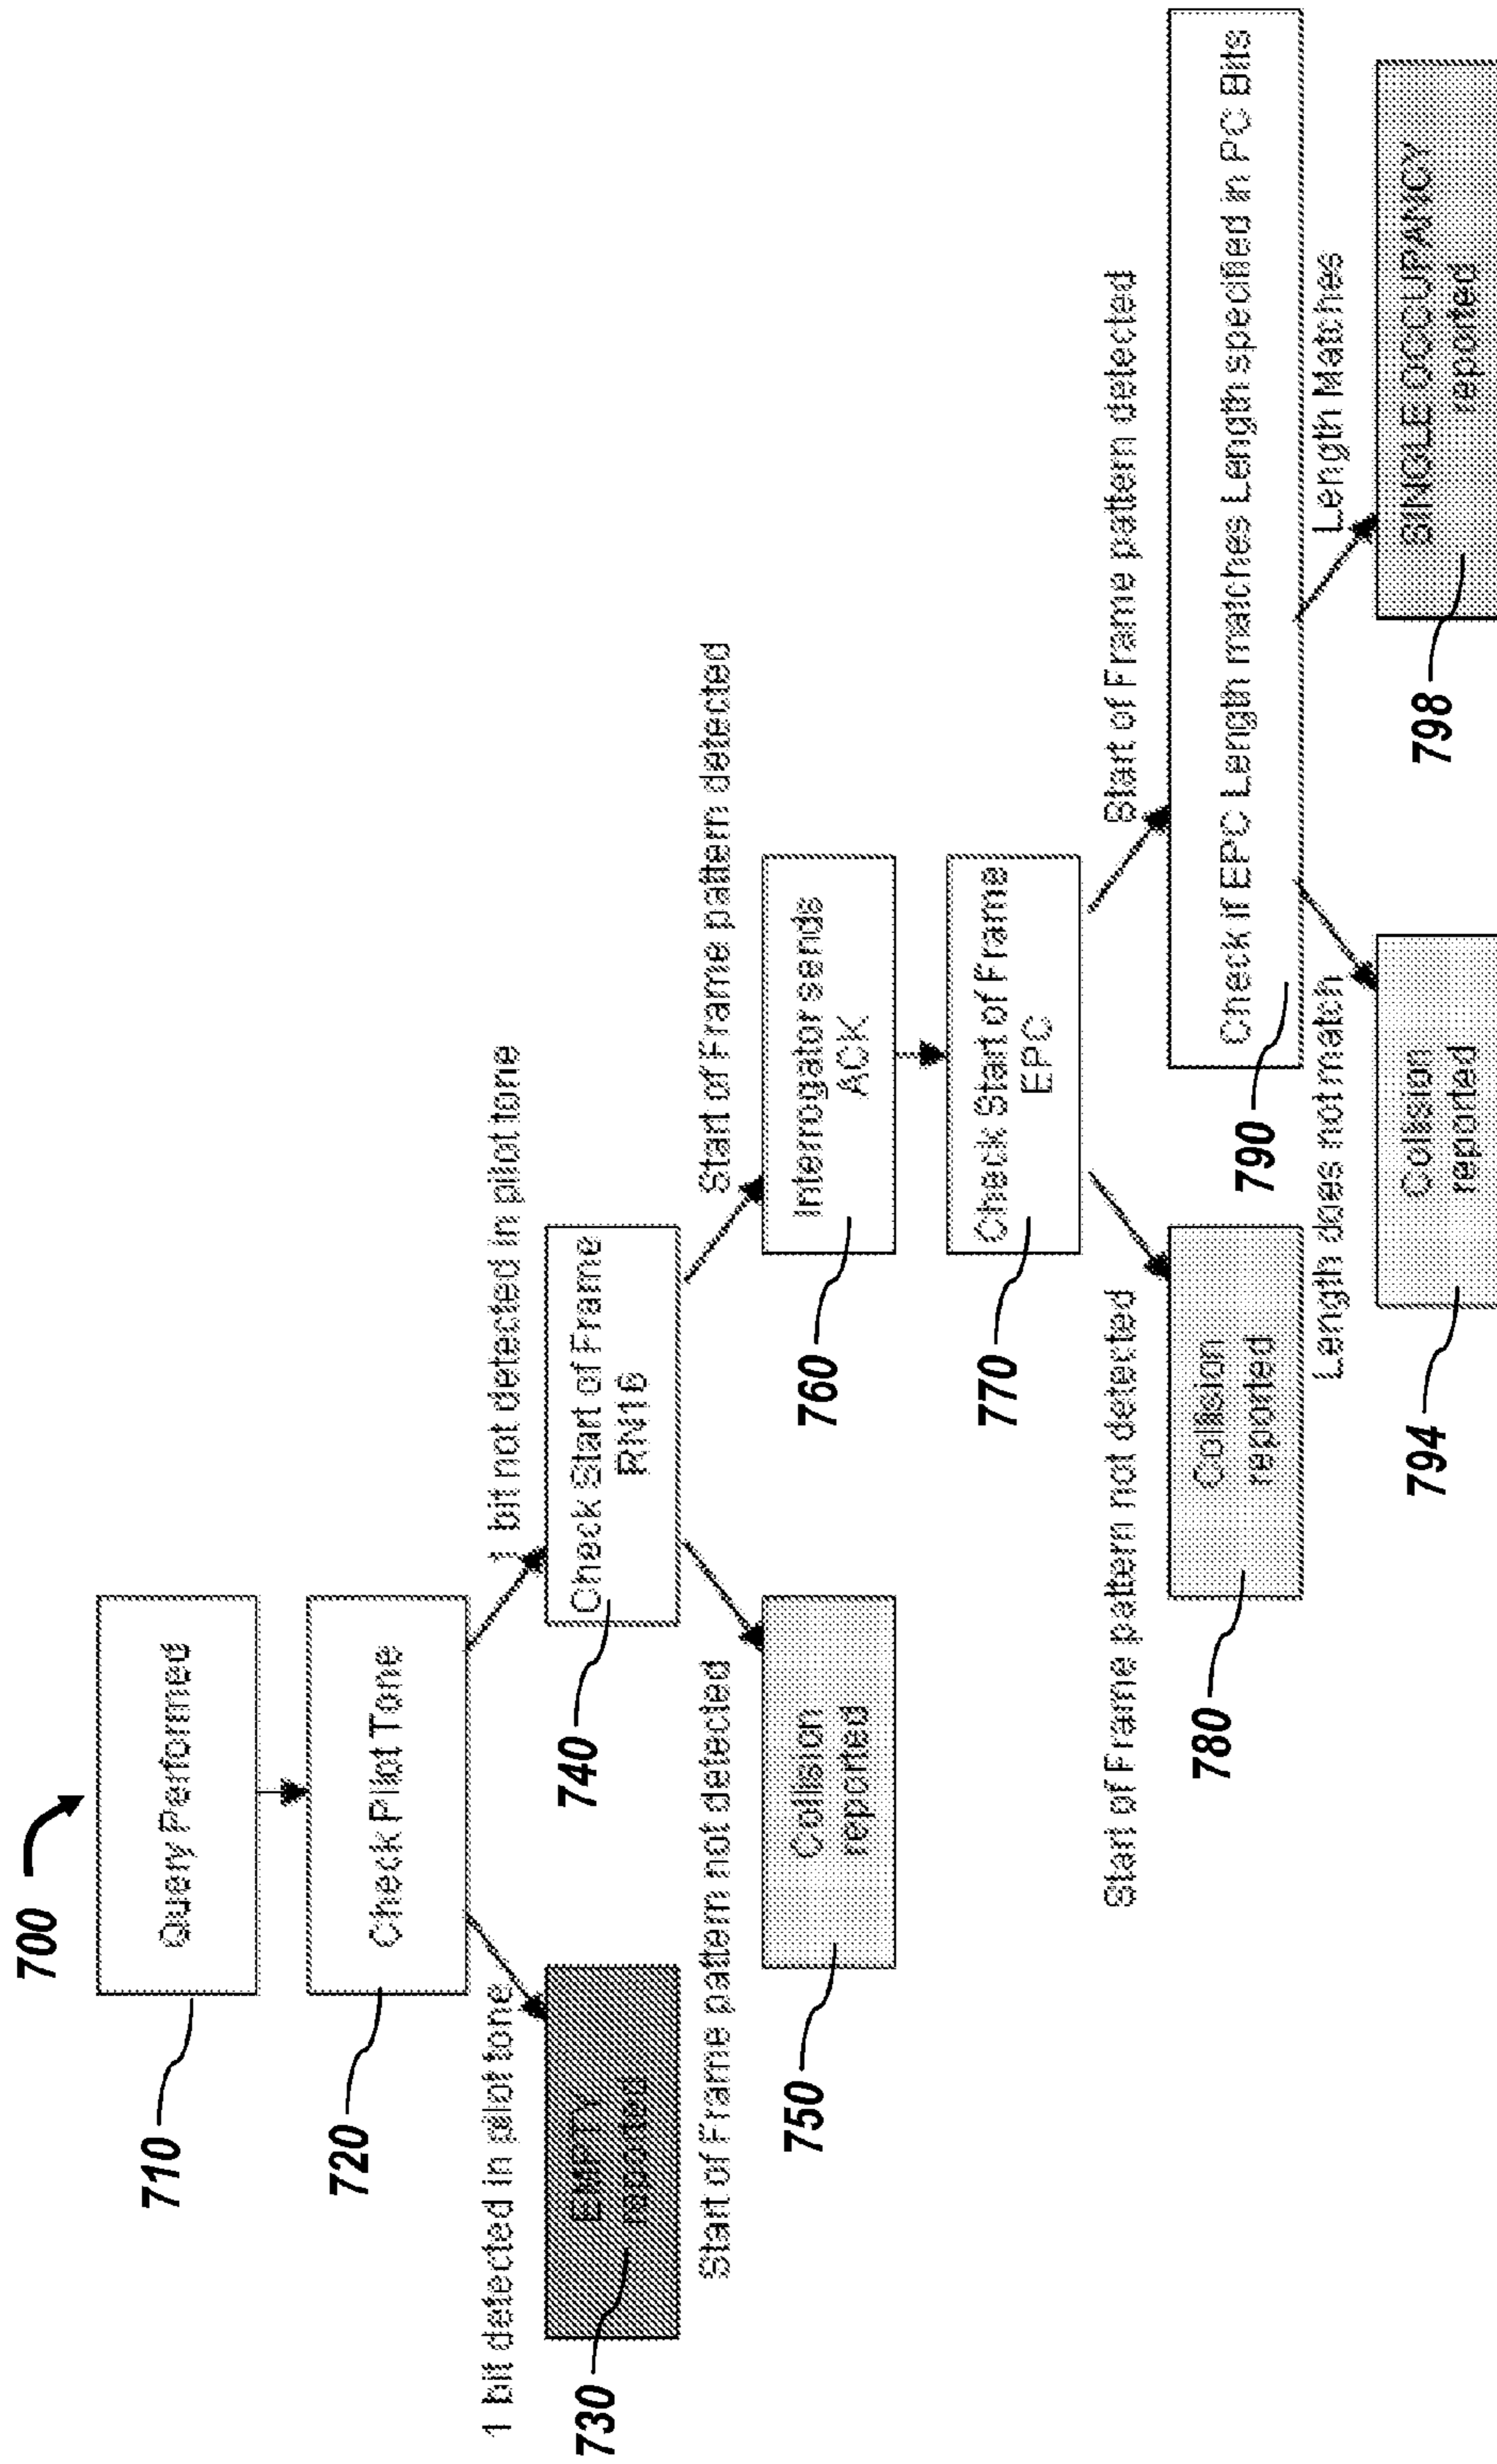 700
Query Performed
710
Check Pilot Tone
720
1 bit detected in pilot tone
1 bit not detected in pilot tone
EMPTY
reported
730
Check Start of Frame
RN16
740
Start of Frame pattern not detected
Start of Frame pattern detected
Collision
reported
750
Interrogator sends
ACK
760
Check Start of Frame
EPC
770
Start of Frame pattern not detected
Start of Frame pattern detected
Collision
reported
780
Check if EPC Length matches Length specified in PC Bits
790
Length does not match
Length Matches
Collision
reported
794
SINGLE OCCUPANCY
reported
798